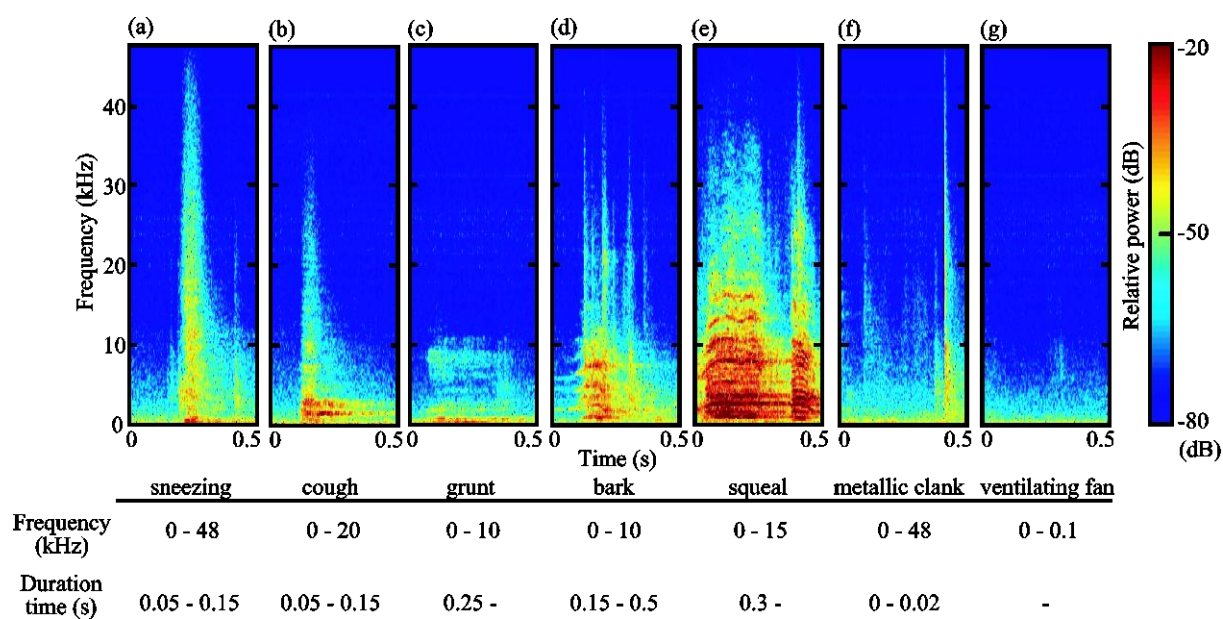 (a) (b) (c) (d) (e) (f) (g)
Frequency (kHz)
40
30
20
10
0
0 0.5 0 0.5 0 0.5 0 0.5 0 0.5 0 0.5 0 0.5
Time (s)
Relative power (dB)
-20
-50
-80
(dB)
sneezing cough grunt bark squeal metallic clank ventilating fan
Frequency
(kHz)
0 - 48 0 - 20 0 - 10 0 - 10 0 - 15 0 - 48 0 - 0.1
Duration
time (s)
0.05 - 0.15 0.05 - 0.15 0.25 - 0.15 - 0.5 0.3 - 0 - 0.02 -